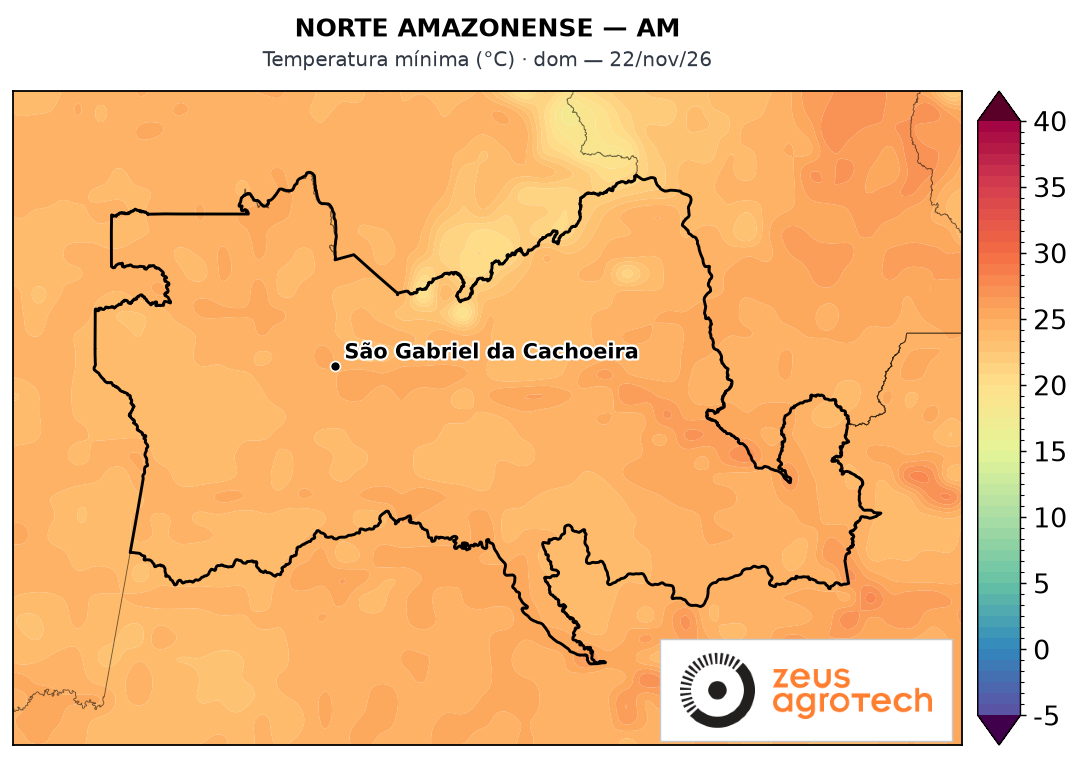 NORTE AMAZONENSE — AM
Temperatura mínima (°C) · dom — 22/nov/26
40
35
30
25
20
15
10
5
0
-5
São Gabriel da Cachoeira
zeus
agrotech